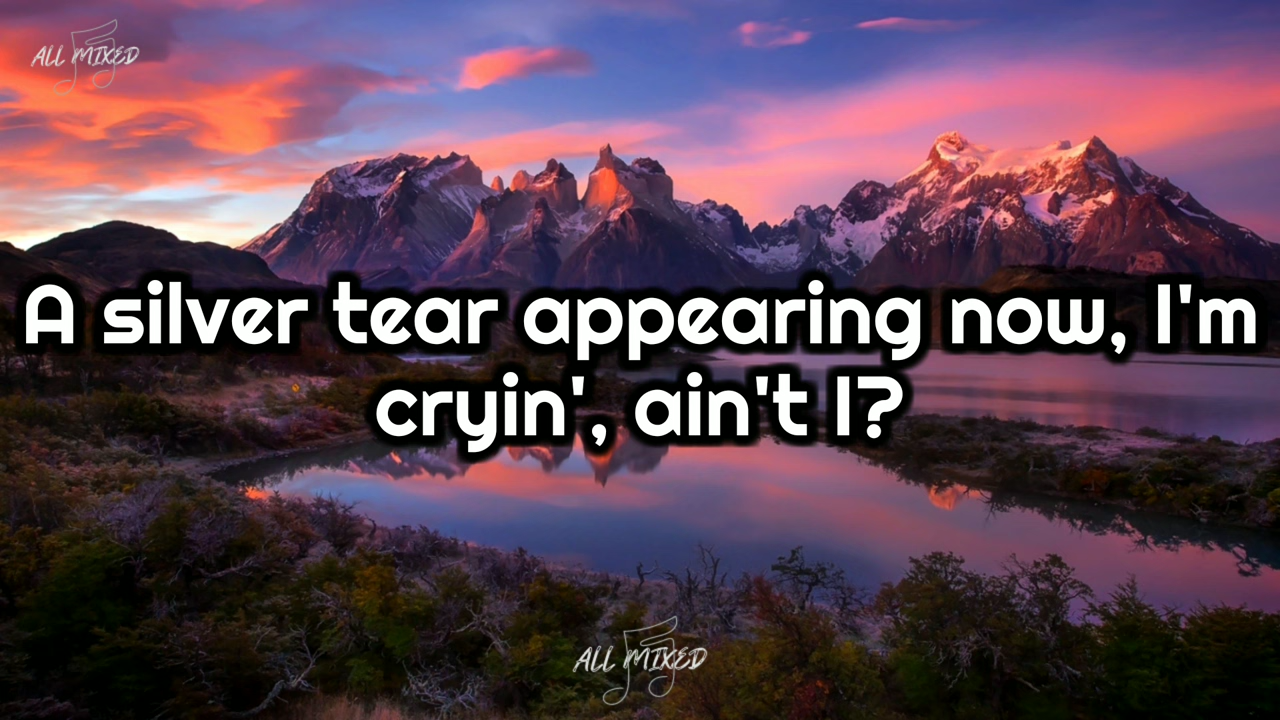 ALL MIXED
A silver tear appearing now, I'm
cryin', ain't I?
ALL MIXED